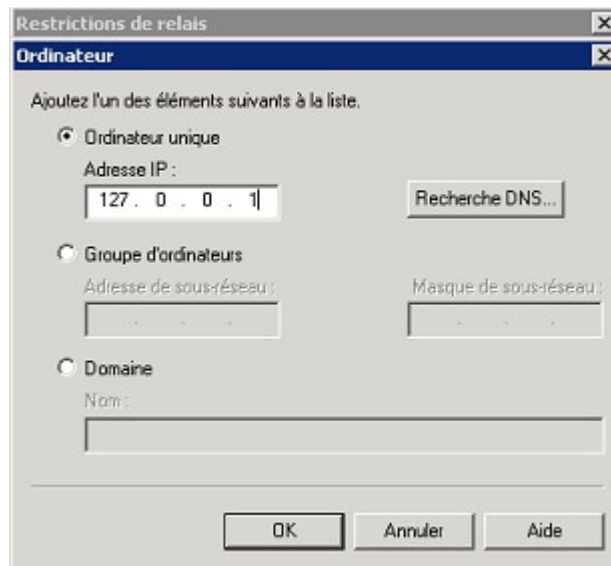 Restrictions de relais
Ordinateur
Ajoutez l'un des éléments suivants à la liste.
Ordinateur unique
Adresse IP :
127 . 0 . 0 . 1
Recherche DNS...
Groupe d'ordinateurs
Adresse de sous-réseau :
Masque de sous-réseau :
. . .
. . .
Domaine
Nom :
OK
Annuler
Aide